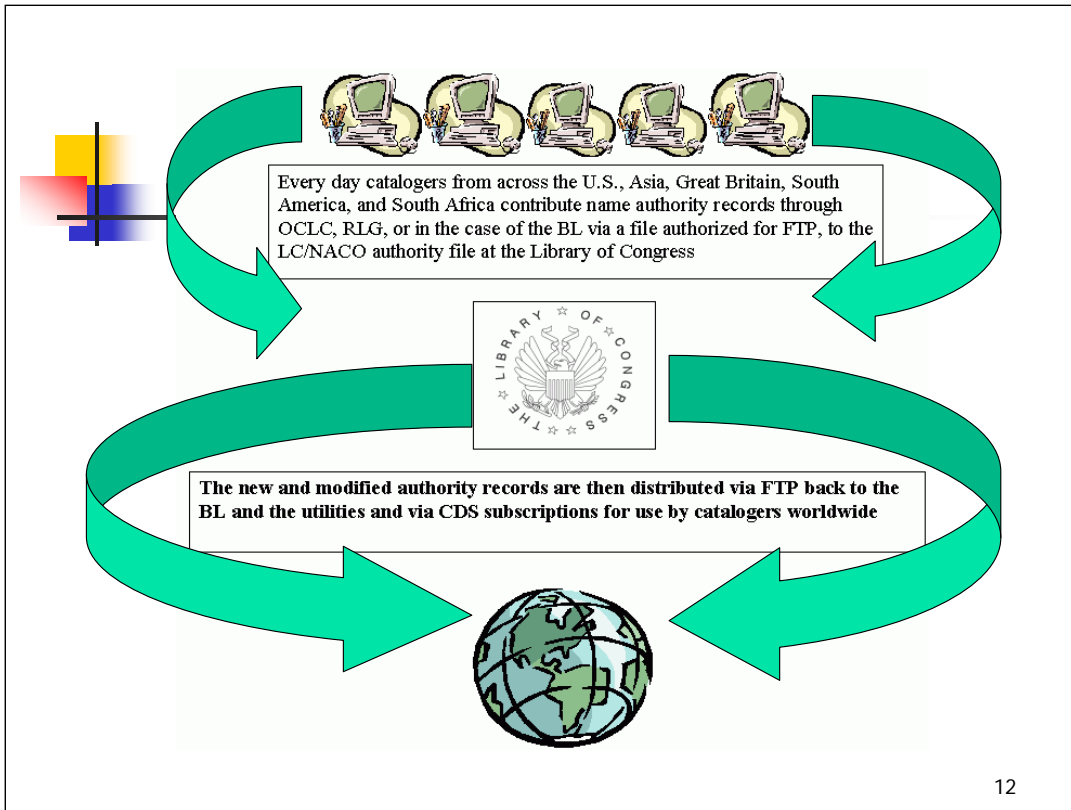 Every day catalogers from across the U.S., Asia, Great Britain, South
America, and South Africa contribute name authority records through
OCLC, RLG, or in the case of the BL via a file authorized for FTP, to the
LC/NACO authority file at the Library of Congress
THE ☆ LIBRARY ☆ OF ☆ CONGRESS ☆ ☆
The new and modified authority records are then distributed via FTP back to the
BL and the utilities and via CDS subscriptions for use by catalogers worldwide
12